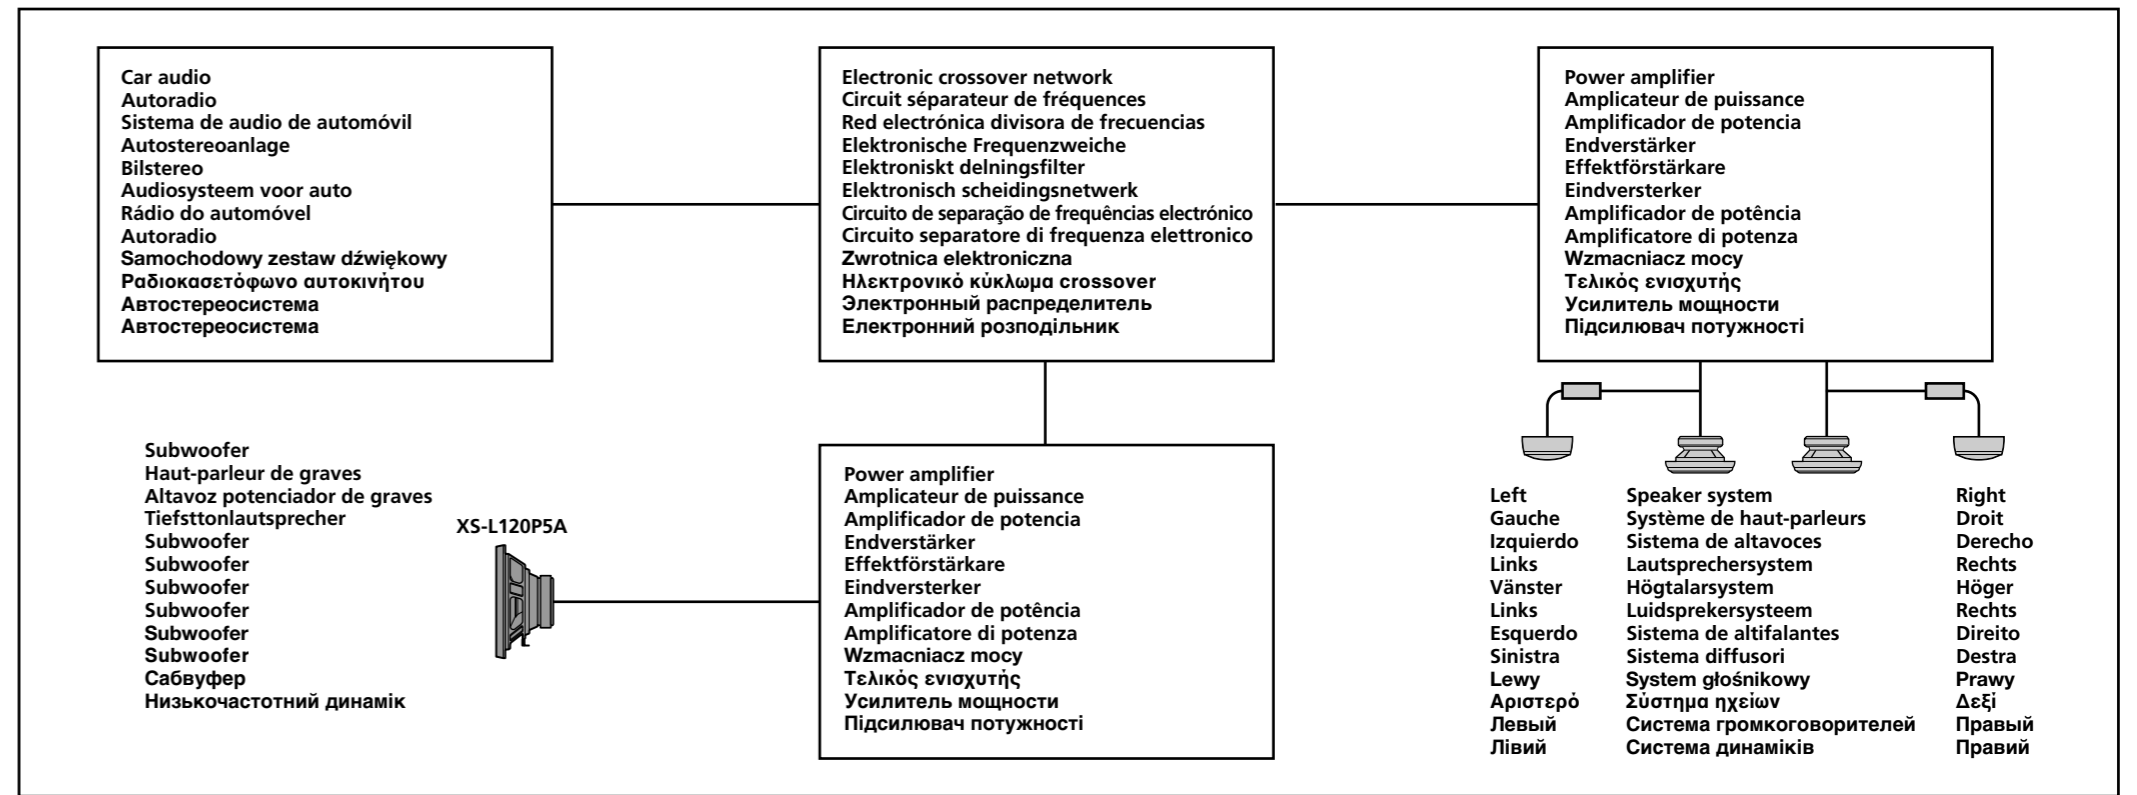 Car audio
Autoradio
Sistema de audio de automóvil
Autostereoanlage
Bilstereo
Audiosysteem voor auto
Rádio do automóvel
Autoradio
Samochodowy zestaw dźwiękowy
Ραδιοκασετόφωνο αυτοκινήτου
Автостереосистема
Автостереосистема
Electronic crossover network
Circuit séparateur de fréquences
Red electrónica divisora de frecuencias
Elektronische Frequenzweiche
Elektroniskt delningsfilter
Elektronisch scheidingsnetwerk
Circuito de separação de frequências electrónico
Circuito separatore di frequenza elettronico
Zwrotnica elektroniczna
Ηλεκτρονικό κύκλωμα crossover
Электронный распределитель
Електронний розподільник
Power amplifier
Amplicateur de puissance
Amplificador de potencia
Endverstärker
Effektförstärkare
Eindversterker
Amplificador de potência
Amplificatore di potenza
Wzmacniacz mocy
Τελικός ενισχυτής
Усилитель мощности
Підсилювач потужності
Subwoofer
Haut-parleur de graves
Altavoz potenciador de graves
Tiefsttonlautsprecher
Subwoofer
Subwoofer
Subwoofer
Subwoofer
Subwoofer
Subwoofer
Сабвуфер
Низькочастотний динамік
XS-L120P5A
Power amplifier
Amplicateur de puissance
Amplificador de potencia
Endverstärker
Effektförstärkare
Eindversterker
Amplificador de potência
Amplificatore di potenza
Wzmacniacz mocy
Τελικός ενισχυτής
Усилитель мощности
Підсилювач потужності
Left
Gauche
Izquierdo
Links
Vänster
Links
Esquerdo
Sinistra
Lewy
Αριστερό
Левый
Лівий
Speaker system
Système de haut-parleurs
Sistema de altavoces
Lautsprechersystem
Högtalarsystem
Luidsprekersysteem
Sistema de altifalantes
Sistema diffusori
System głośnikowy
Σύστημα ηχείων
Система громкоговорителей
Система динаміків
Right
Droit
Derecho
Rechts
Höger
Rechts
Direito
Destra
Prawy
Δεξί
Правый
Правий